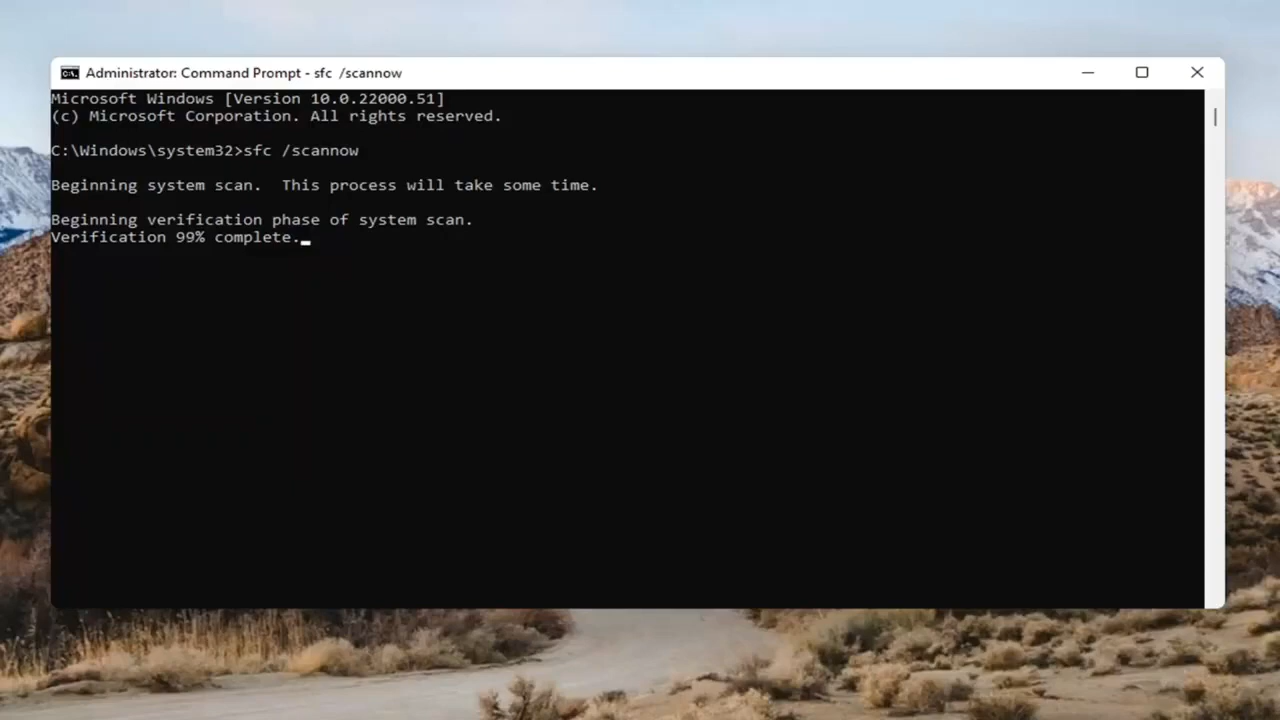 Administrator: Command Prompt - sfc  /scannow
Microsoft Windows [Version 10.0.22000.51]
(c) Microsoft Corporation. All rights reserved.
C:\Windows\system32>sfc /scannow
Beginning system scan.  This process will take some time.
Beginning verification phase of system scan.
Verification 99% complete.